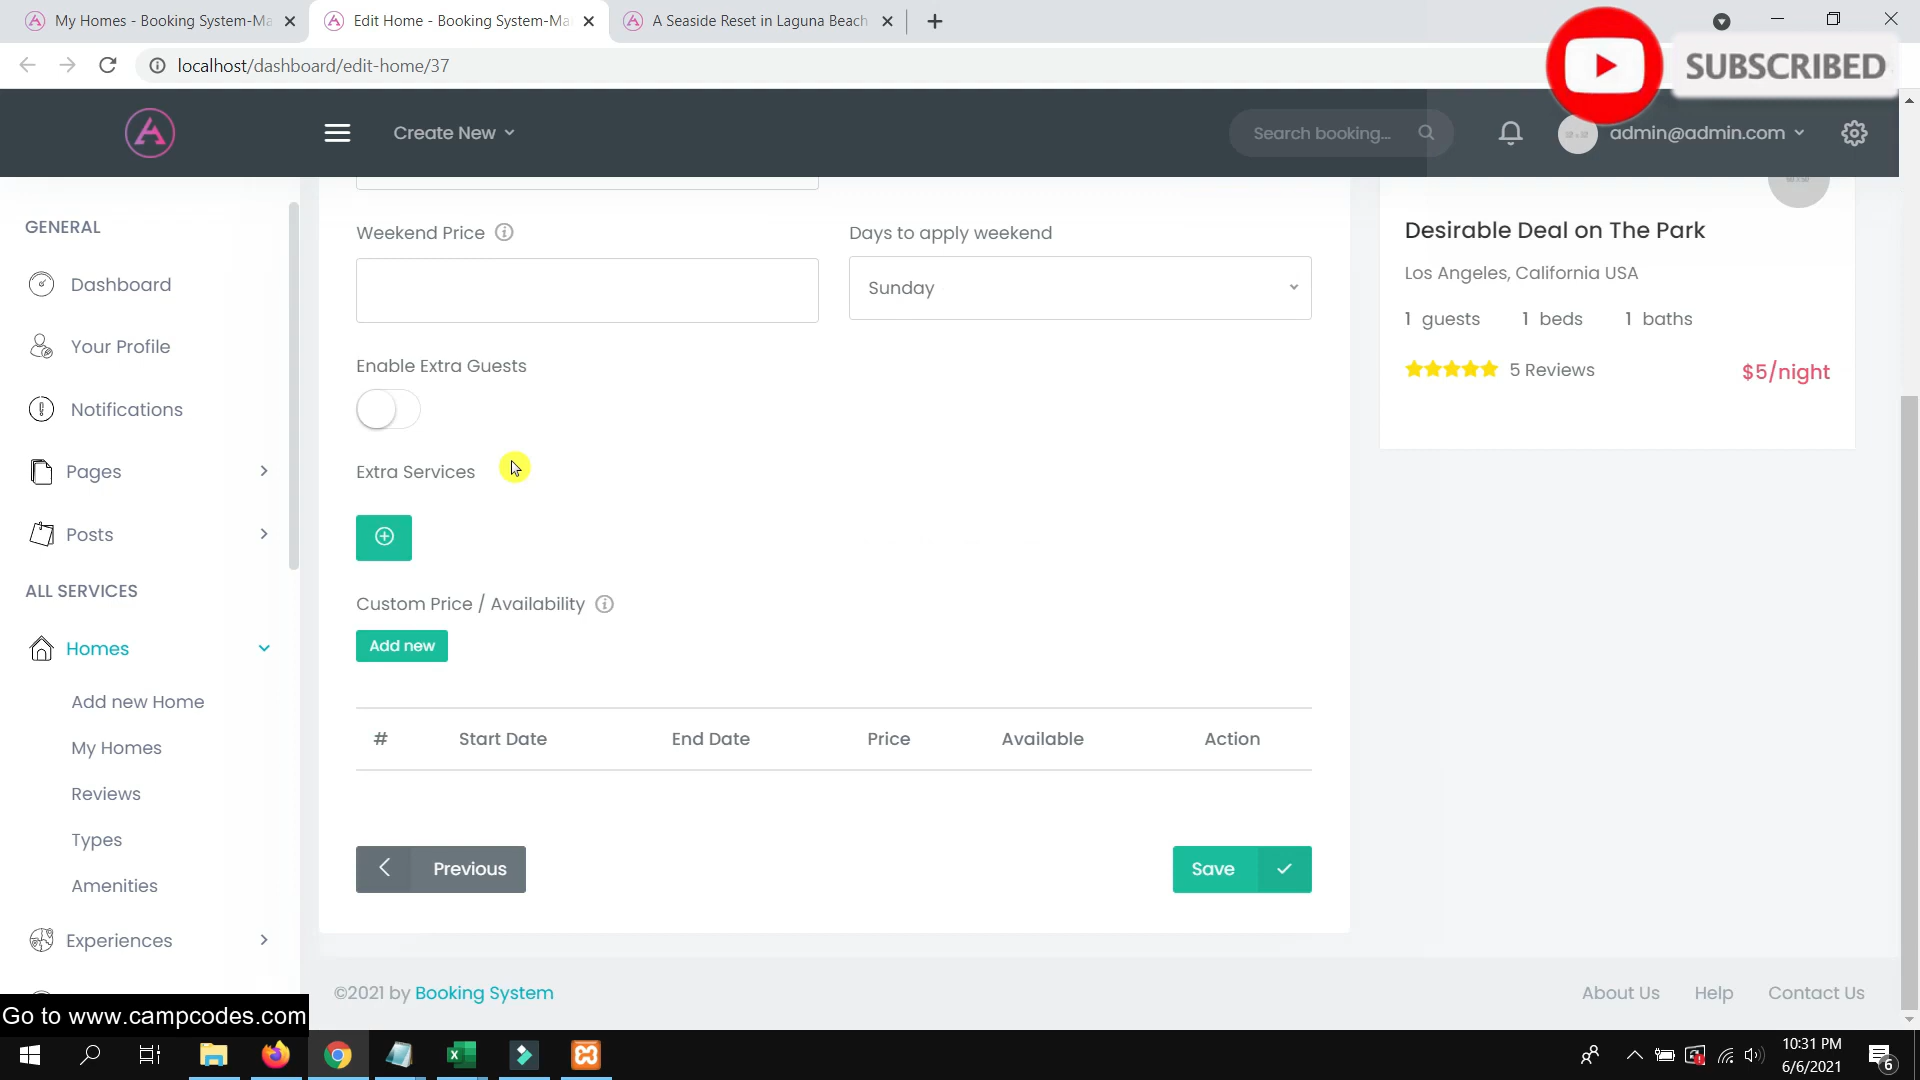 My Homes - Booking System-Ma
Edit Home - Booking System-Ma
A Seaside Reset in Laguna Beach
localhost/dashboard/edit-home/37
SUBSCRIBED
Create New
Search booking...
admin@admin.com
GENERAL
Dashboard
Your Profile
Notifications
Pages
Posts
ALL SERVICES
Homes
Add new Home
My Homes
Reviews
Types
Amenities
Experiences
Weekend Price
Days to apply weekend
Sunday
Enable Extra Guests
Extra Services
Custom Price / Availability
Add new
# Start Date End Date Price Available Action
Previous
Save
Desirable Deal on The Park
Los Angeles, California USA
1 guests 1 beds 1 baths
5 Reviews $5/night
©2021 by Booking System
About Us Help Contact Us
Go to www.campcodes.com
10:31 PM
6/6/2021
6